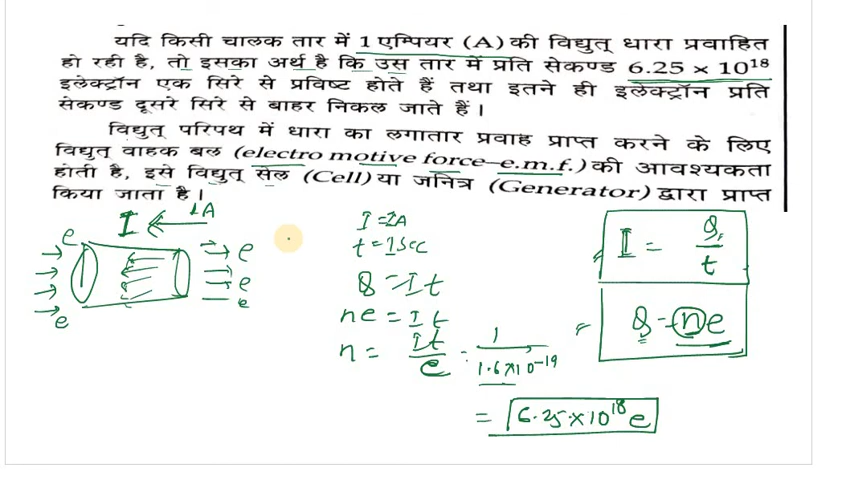 यदि किसी चालक तार में 1 एम्पियर (A) की विद्युत् धारा प्रवाहित
हो रही है, तो इसका अर्थ है कि उस तार में प्रति सेकण्ड 6.25 × 10¹⁸
इलेक्ट्रॉन एक सिरे से प्रविष्ट होते हैं तथा इतने ही इलेक्ट्रॉन प्रति
सेकण्ड दूसरे सिरे से बाहर निकल जाते हैं ।
विद्युत् परिपथ में धारा का लगातार प्रवाह प्राप्त करने के लिए
विद्युत् वाहक बल (electro motive force–e.m.f.) की आवश्यकता
होती है, इसे विद्युत् सेल (Cell) या जनित्र (Generator) द्वारा प्राप्त
किया जाता है ।
I 1A
e e
e
e e
I = 1A
t = 1 Sec
Q = It
ne = It
n = It/e = 1/1.6×10⁻¹⁹
= 6.25×10¹⁸ e
I = Q/t
Q = ne